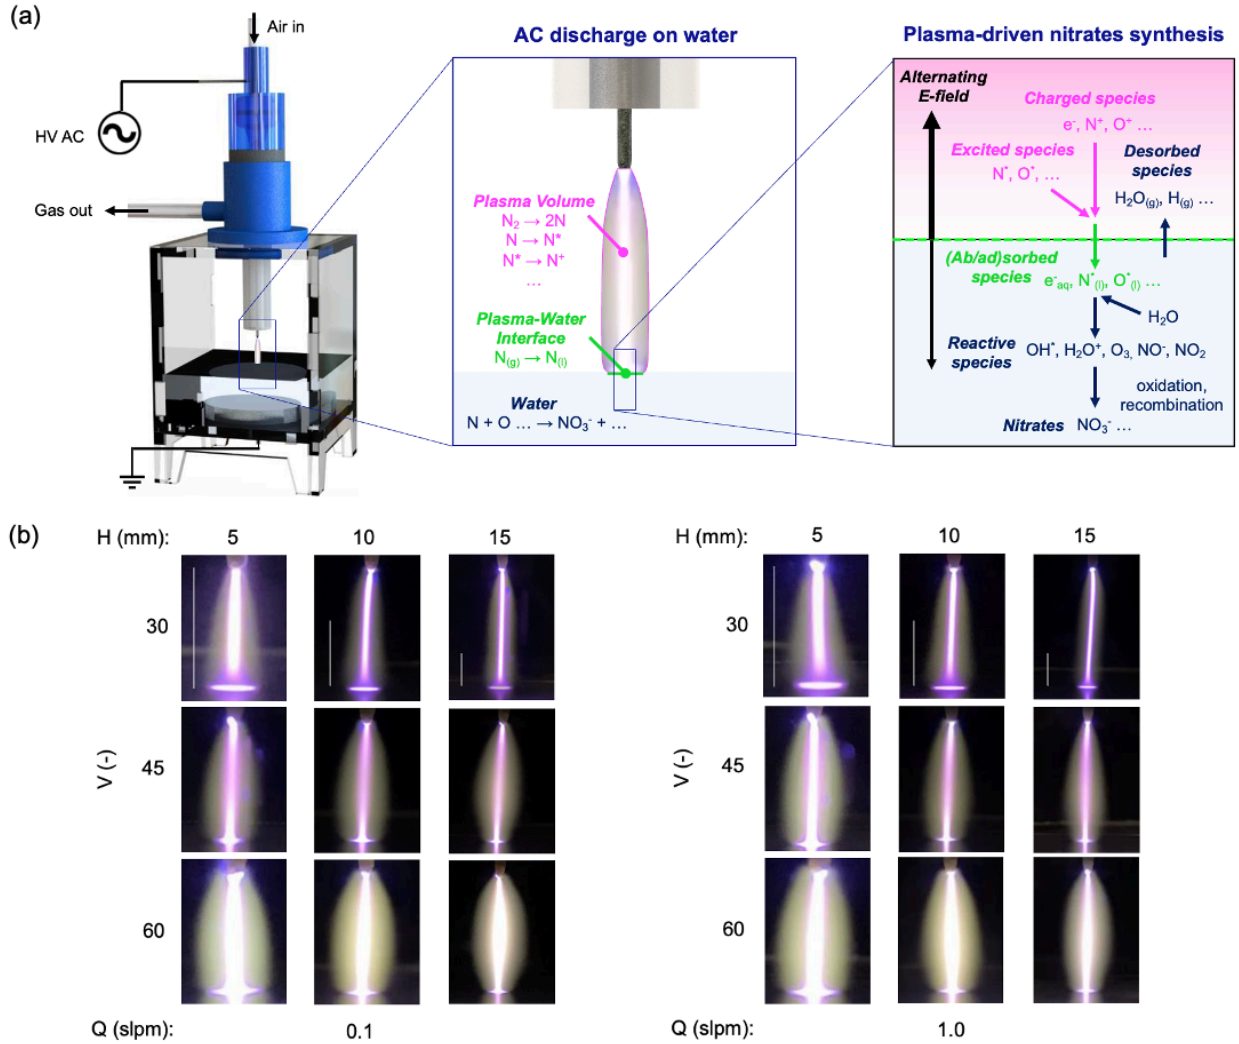 (a)
Air in
HV AC
Gas out
AC discharge on water
Plasma Volume
N₂ → 2N
N → N*
N* → N⁺
...
Plasma-Water
Interface
N(g) → N(l)
Water
N + O ... → NO₃⁻ + ...
Plasma-driven nitrates synthesis
Alternating
E-field
Charged species
e⁻, N⁺, O⁺ ...
Excited species
N*, O*, ...
Desorbed
species
H₂O(g), H(g) ...
(Ab/ad)sorbed
species e⁻aq, N*(l), O*(l) ...
H₂O
Reactive
species
OH*, H₂O⁺, O₃, NO⁻, NO₂
oxidation,
recombination
Nitrates NO₃⁻ ...
(b)
H (mm): 5 10 15
30
V (-)
45
60
Q (slpm): 0.1
H (mm): 5 10 15
30
V (-)
45
60
Q (slpm): 1.0